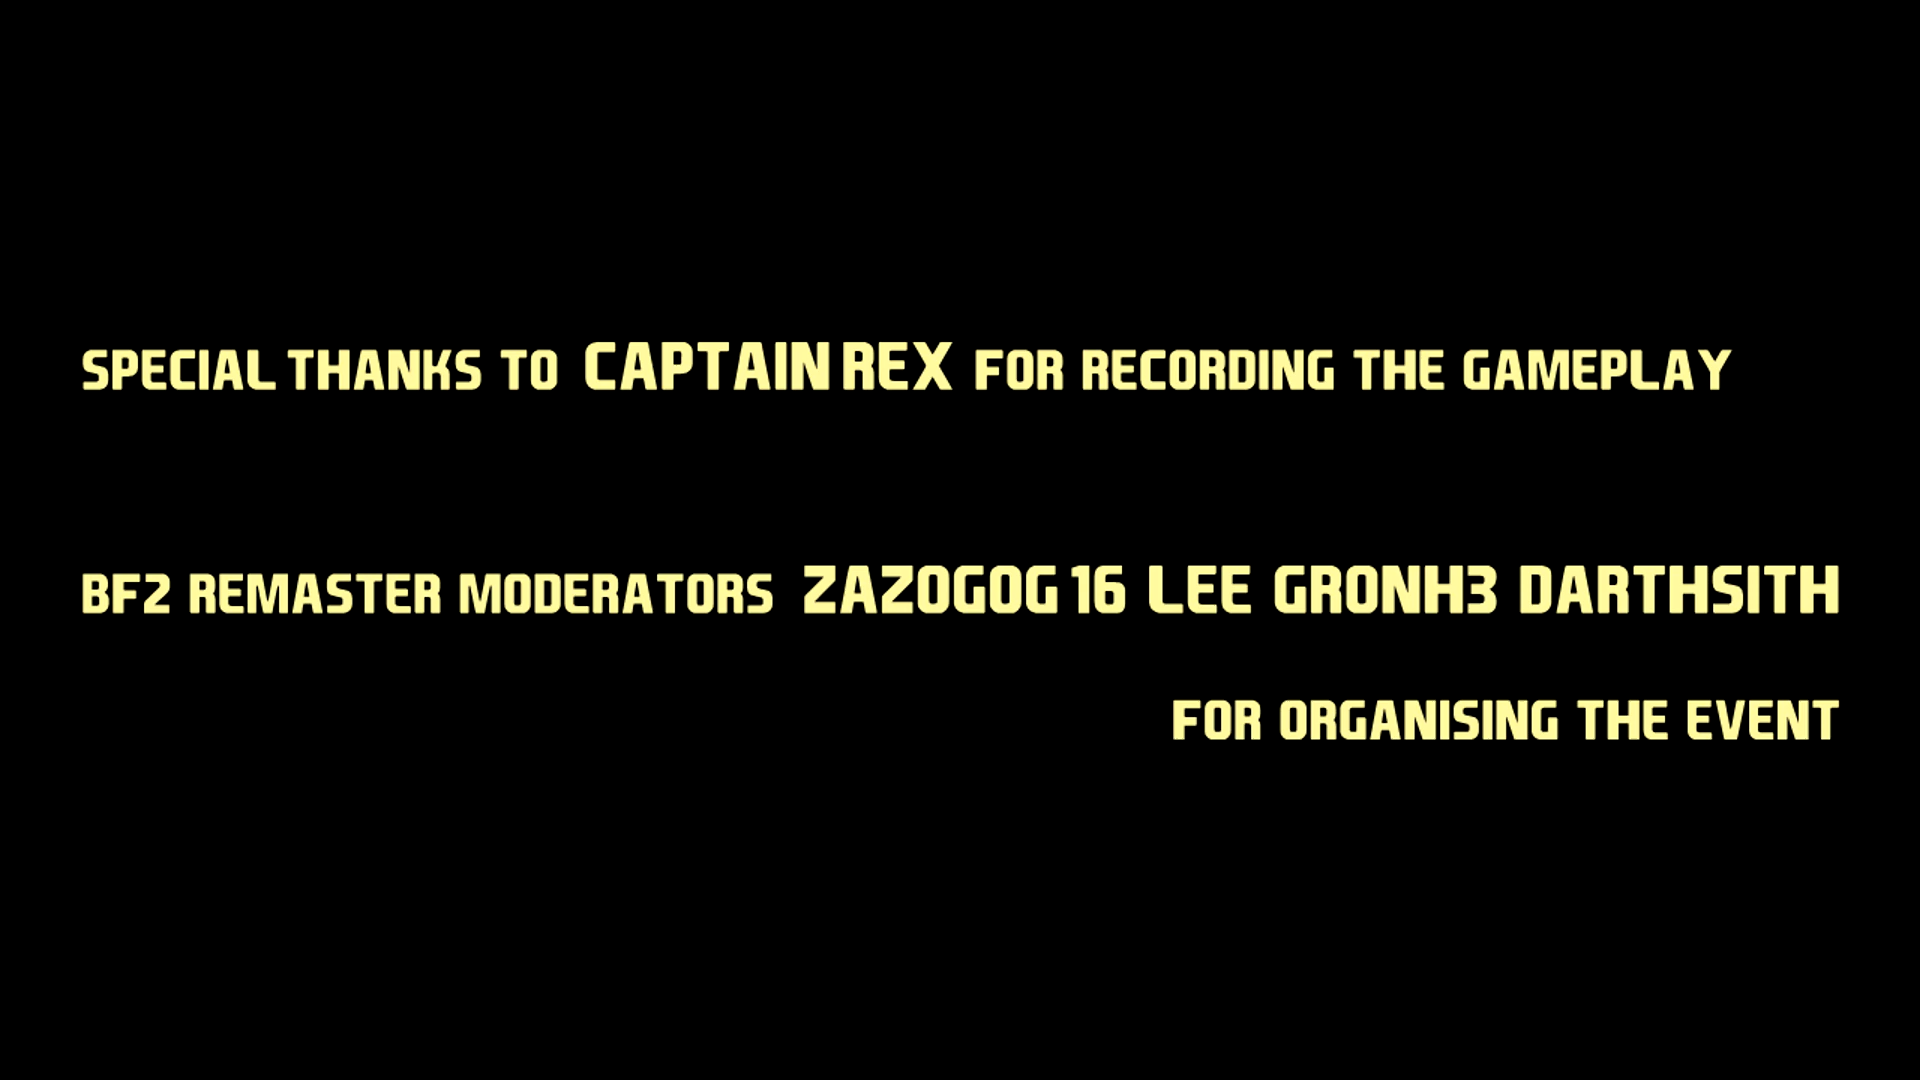 SPECIAL THANKS TO CAPTAIN REX FOR RECORDING THE GAMEPLAY
BF2 REMASTER MODERATORS ZAZOGOG16 LEE GRONH3 DARTHSITH
FOR ORGANISING THE EVENT